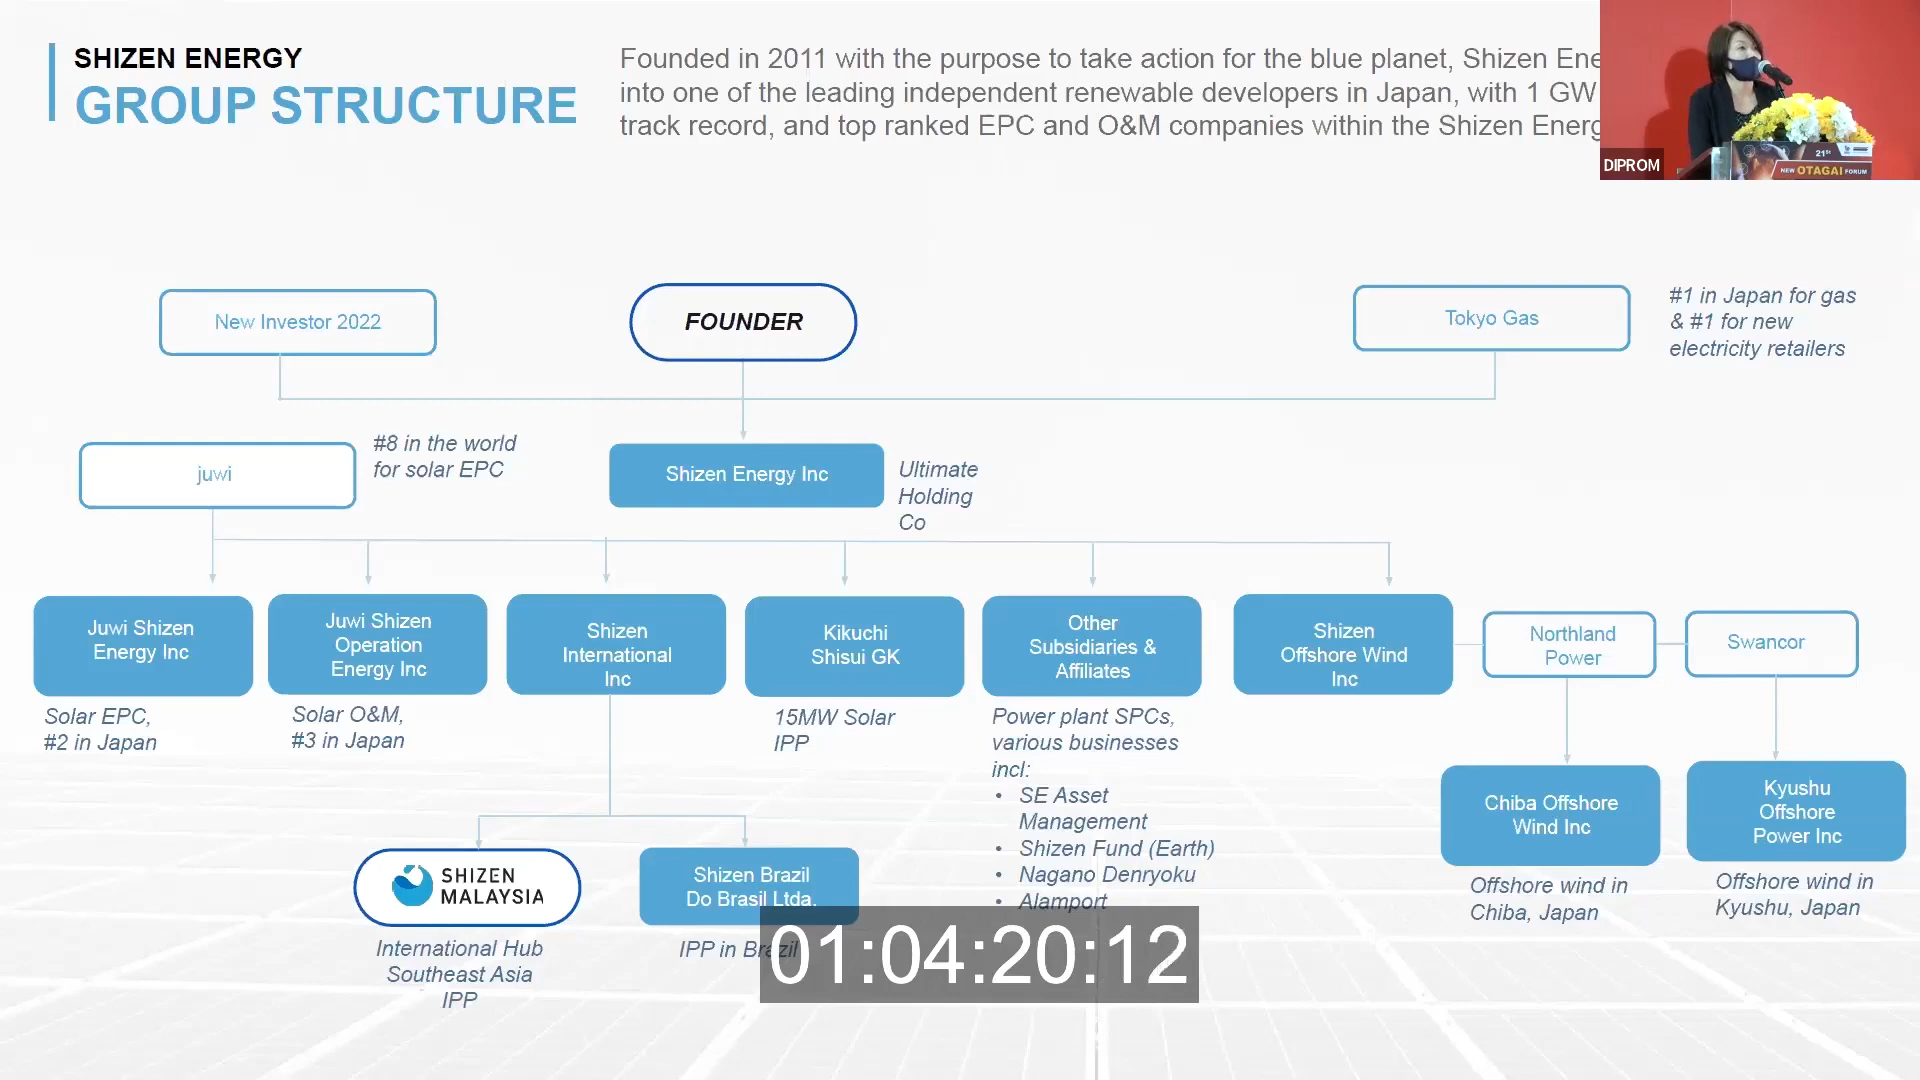 SHIZEN ENERGY
GROUP STRUCTURE
Founded in 2011 with the purpose to take action for the blue planet, Shizen Ene
into one of the leading independent renewable developers in Japan, with 1 GW
track record, and top ranked EPC and O&M companies within the Shizen Energ
DIPROM
21st
NEW OTAGAI FORUM
New Investor 2022
FOUNDER
Tokyo Gas
#1 in Japan for gas
& #1 for new
electricity retailers
juwi
#8 in the world
for solar EPC
Shizen Energy Inc
Ultimate
Holding
Co
Juwi Shizen
Energy Inc
Solar EPC,
#2 in Japan
Juwi Shizen
Operation
Energy Inc
Solar O&M,
#3 in Japan
Shizen
International
Inc
Kikuchi
Shisui GK
15MW Solar
IPP
Other
Subsidiaries &
Affiliates
Power plant SPCs,
various businesses
incl:
• SE Asset
Management
• Shizen Fund (Earth)
• Nagano Denryoku
• Alamport
Shizen
Offshore Wind
Inc
Northland
Power
Swancor
Chiba Offshore
Wind Inc
Offshore wind in
Chiba, Japan
Kyushu
Offshore
Power Inc
Offshore wind in
Kyushu, Japan
SHIZEN
MALAYSIA
International Hub
Southeast Asia
IPP
Shizen Brazil
Do Brasil Ltda.
IPP in Brazil
01:04:20:12